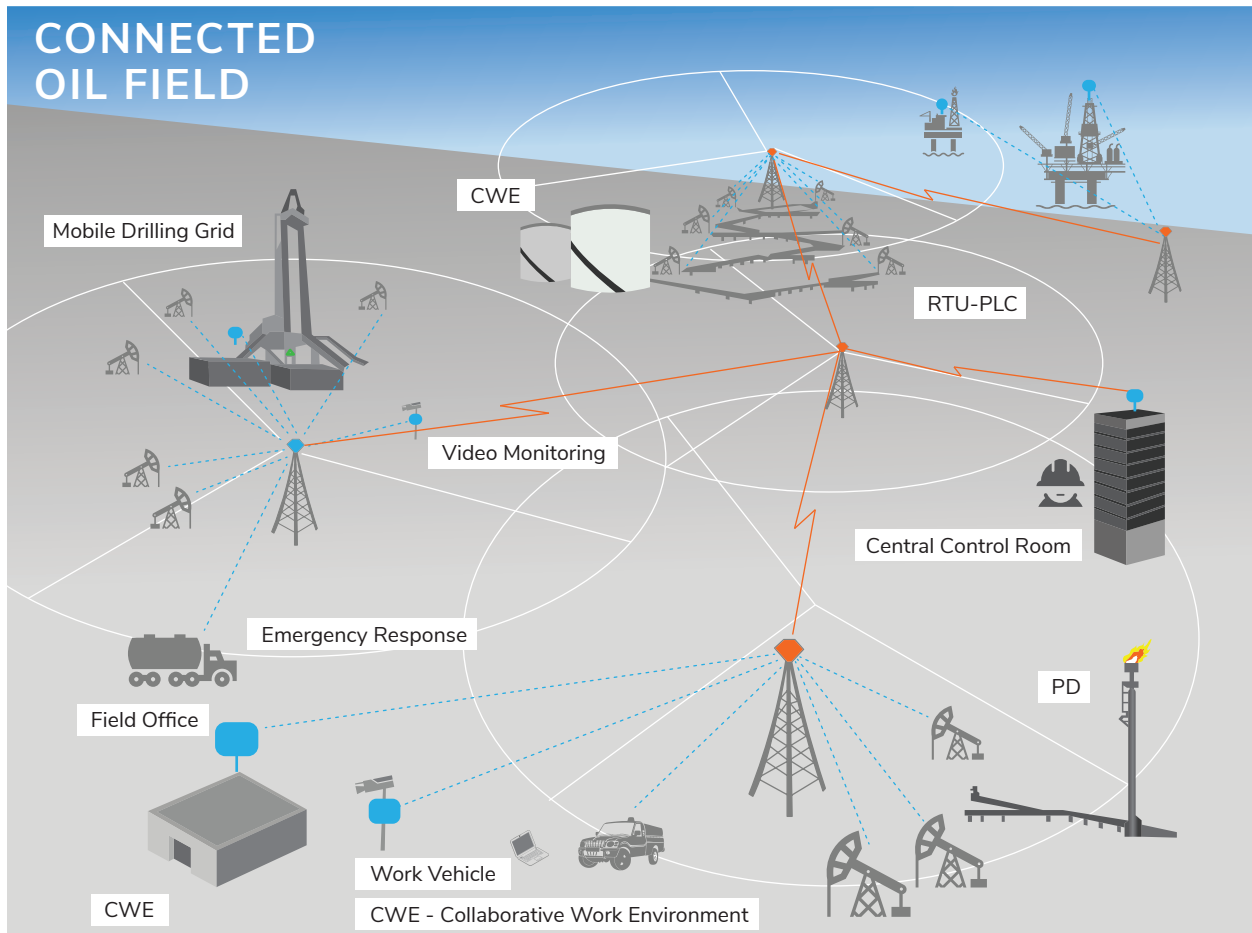 CONNECTED
OIL FIELD
CWE
Mobile Drilling Grid
RTU-PLC
Video Monitoring
Central Control Room
Emergency Response
PD
Field Office
Work Vehicle
CWE
CWE - Collaborative Work Environment